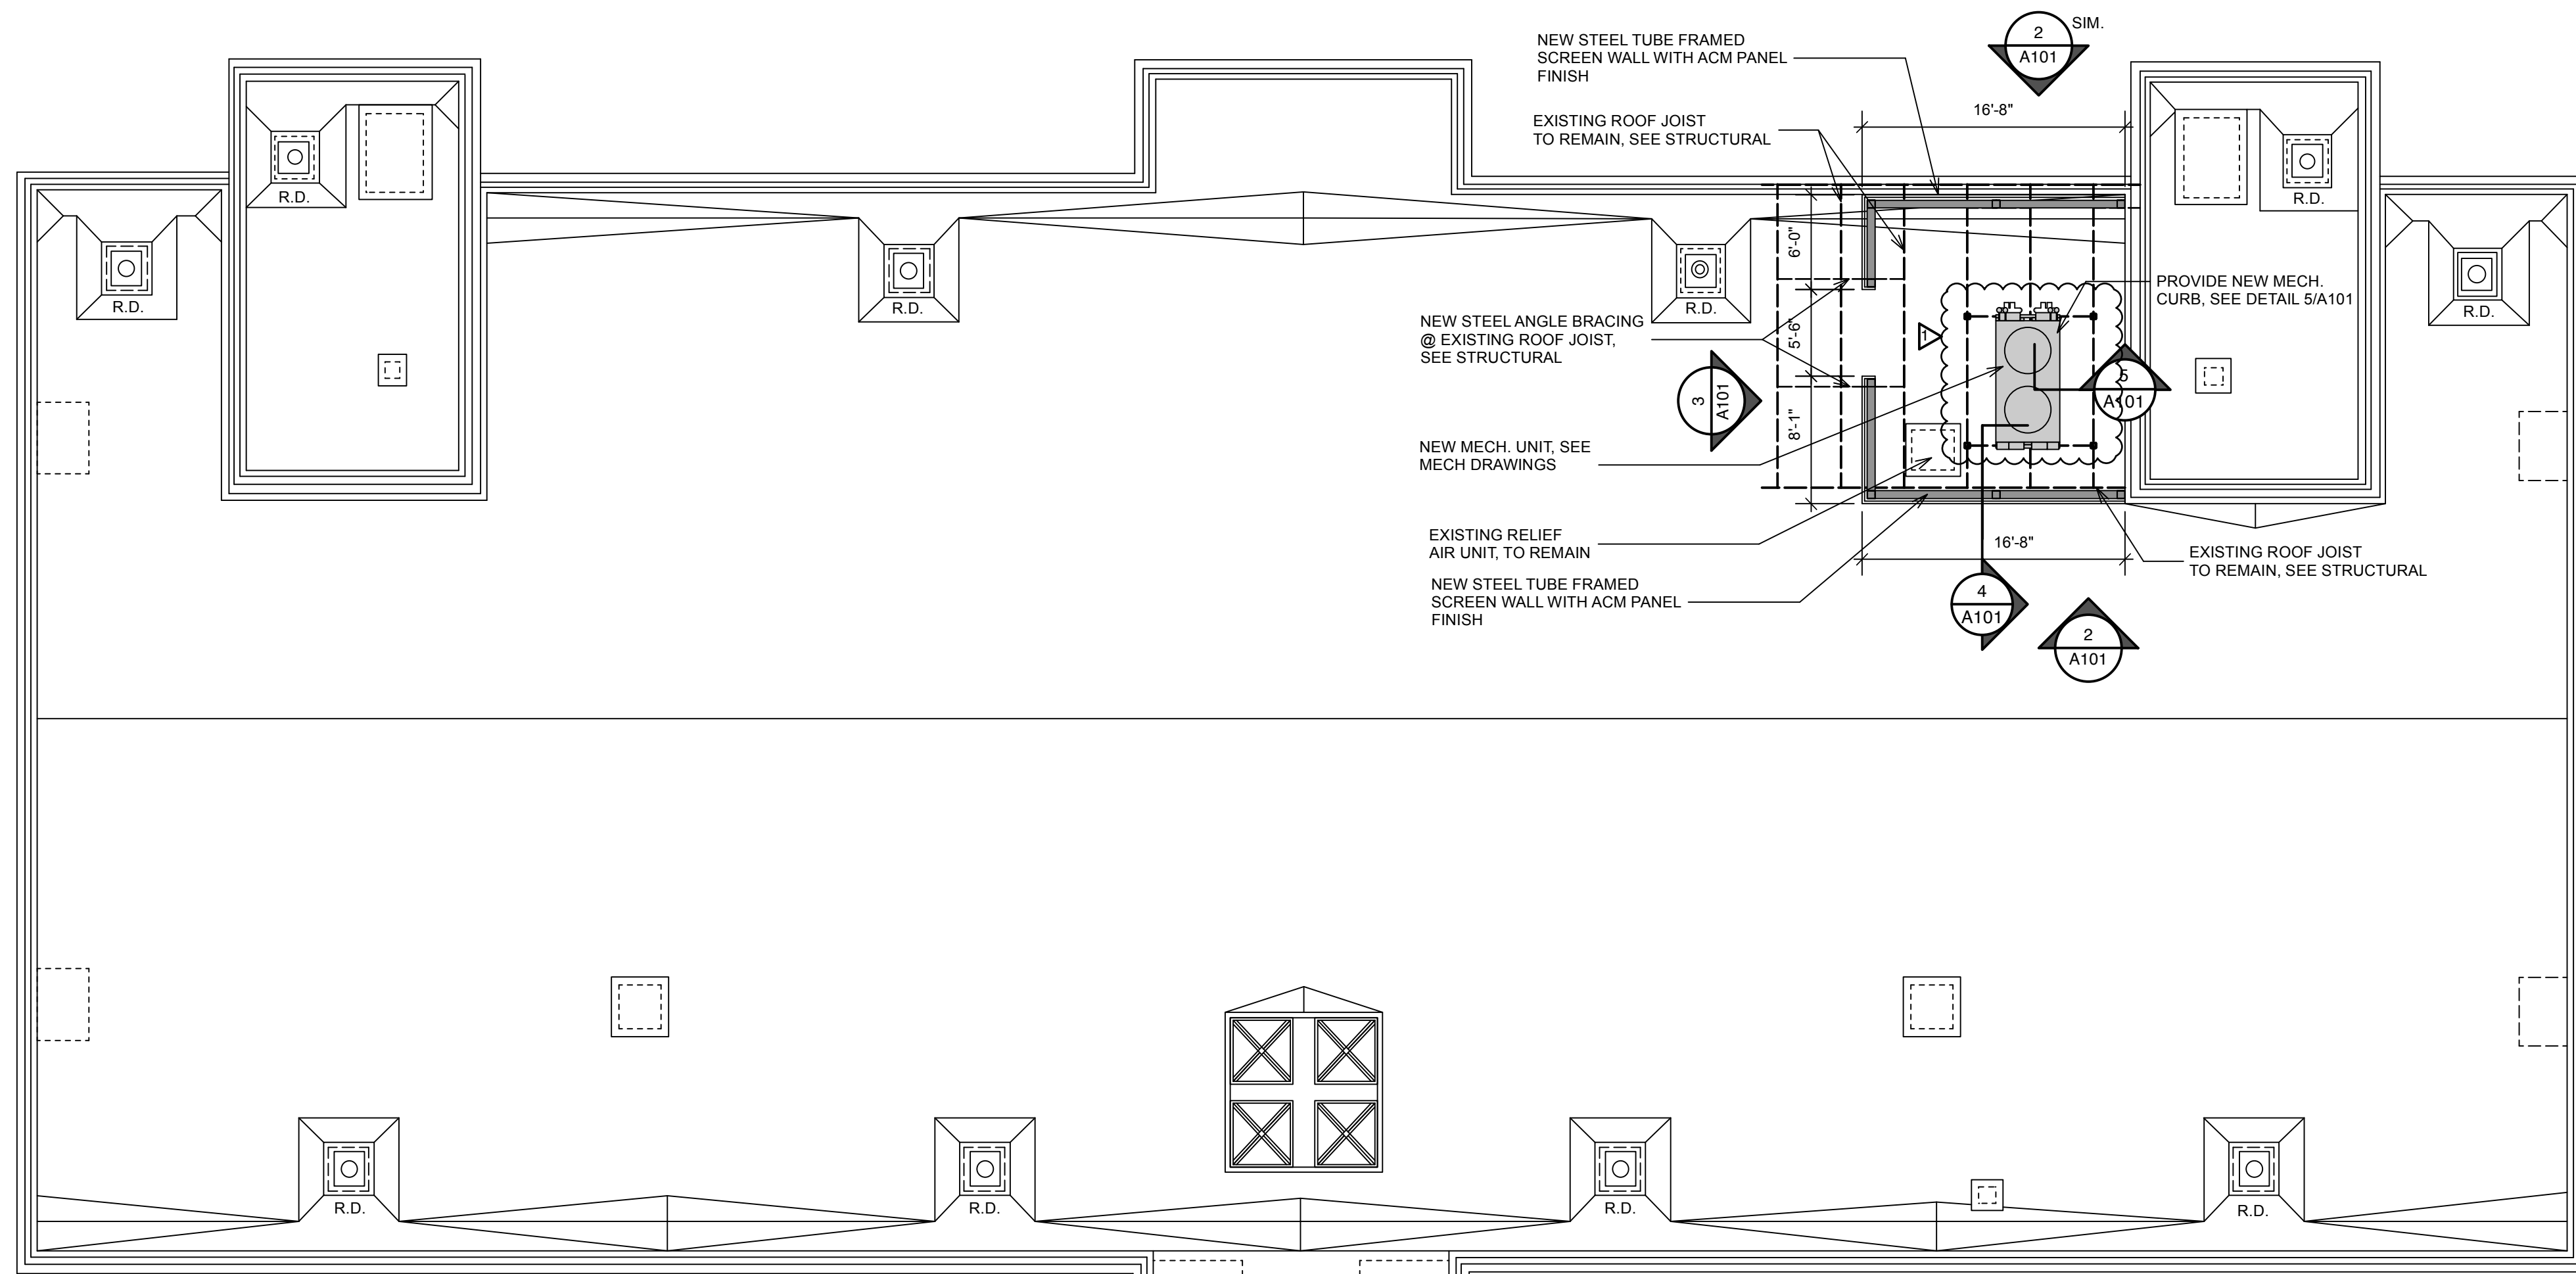 2
A101
SIM.
NEW STEEL TUBE FRAMED
SCREEN WALL WITH ACM PANEL
FINISH
16'-8"
EXISTING ROOF JOIST
TO REMAIN, SEE STRUCTURAL
R.D.
R.D.
R.D.
R.D.
R.D.
R.D.
R.D.
6'-0"
5'-6"
8'-1"
PROVIDE NEW MECH.
CURB, SEE DETAIL 5/A101
NEW STEEL ANGLE BRACING
@ EXISTING ROOF JOIST,
SEE STRUCTURAL
1
3
A101
5
A101
NEW MECH. UNIT, SEE
MECH DRAWINGS
EXISTING RELIEF
AIR UNIT, TO REMAIN
16'-8"
EXISTING ROOF JOIST
TO REMAIN, SEE STRUCTURAL
NEW STEEL TUBE FRAMED
SCREEN WALL WITH ACM PANEL
FINISH
4
A101
2
A101
R.D.
R.D.
R.D.
R.D.